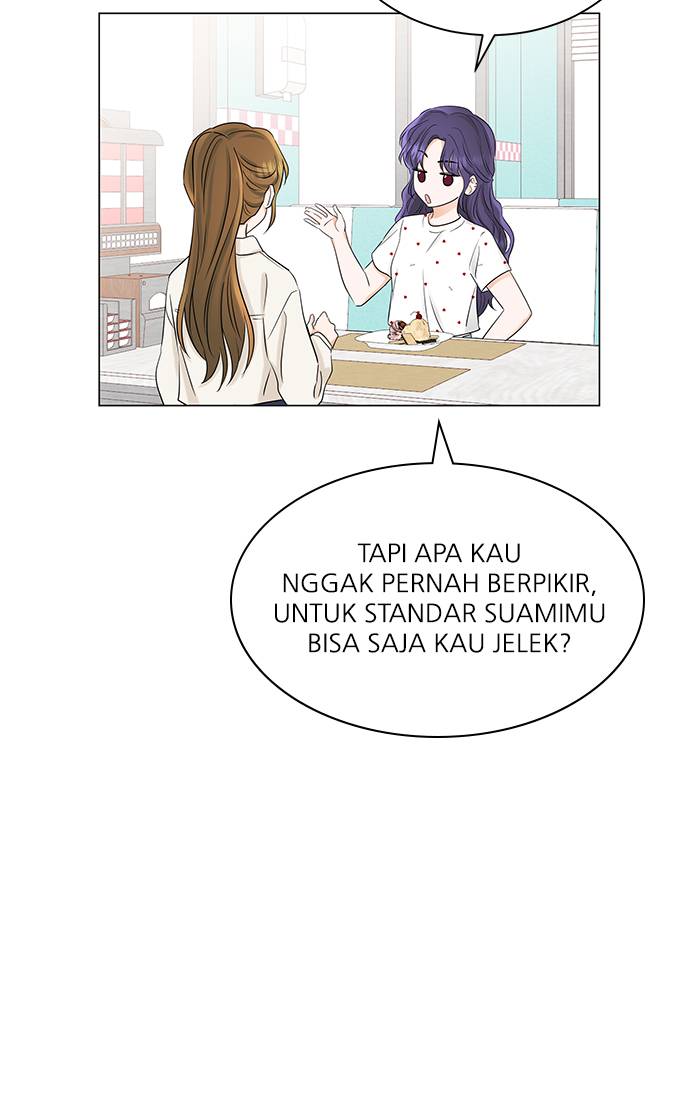 TAPI APA KAU
NGGAK PERNAH BERPIKIR,
UNTUK STANDAR SUAMIMU
BISA SAJA KAU JELEK?